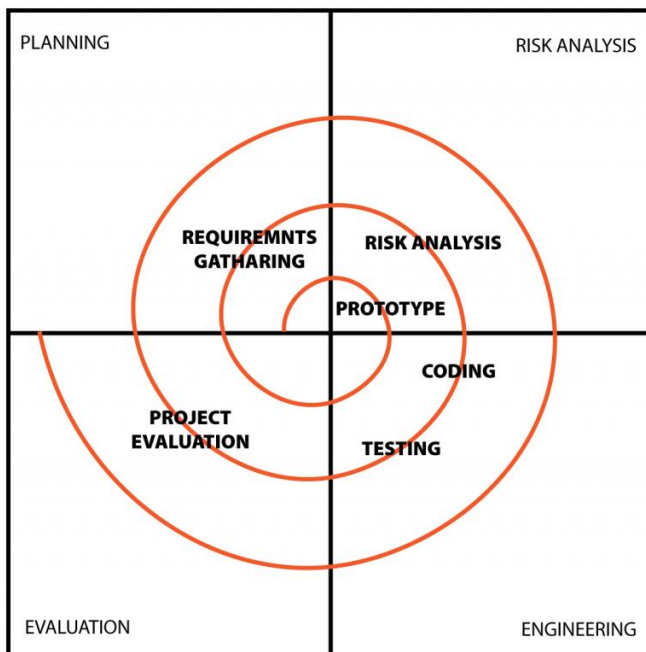 PLANNING
RISK ANALYSIS
REQUIREMNTS
GATHARING
RISK ANALYSIS
PROTOTYPE
CODING
PROJECT
EVALUATION
TESTING
EVALUATION
ENGINEERING